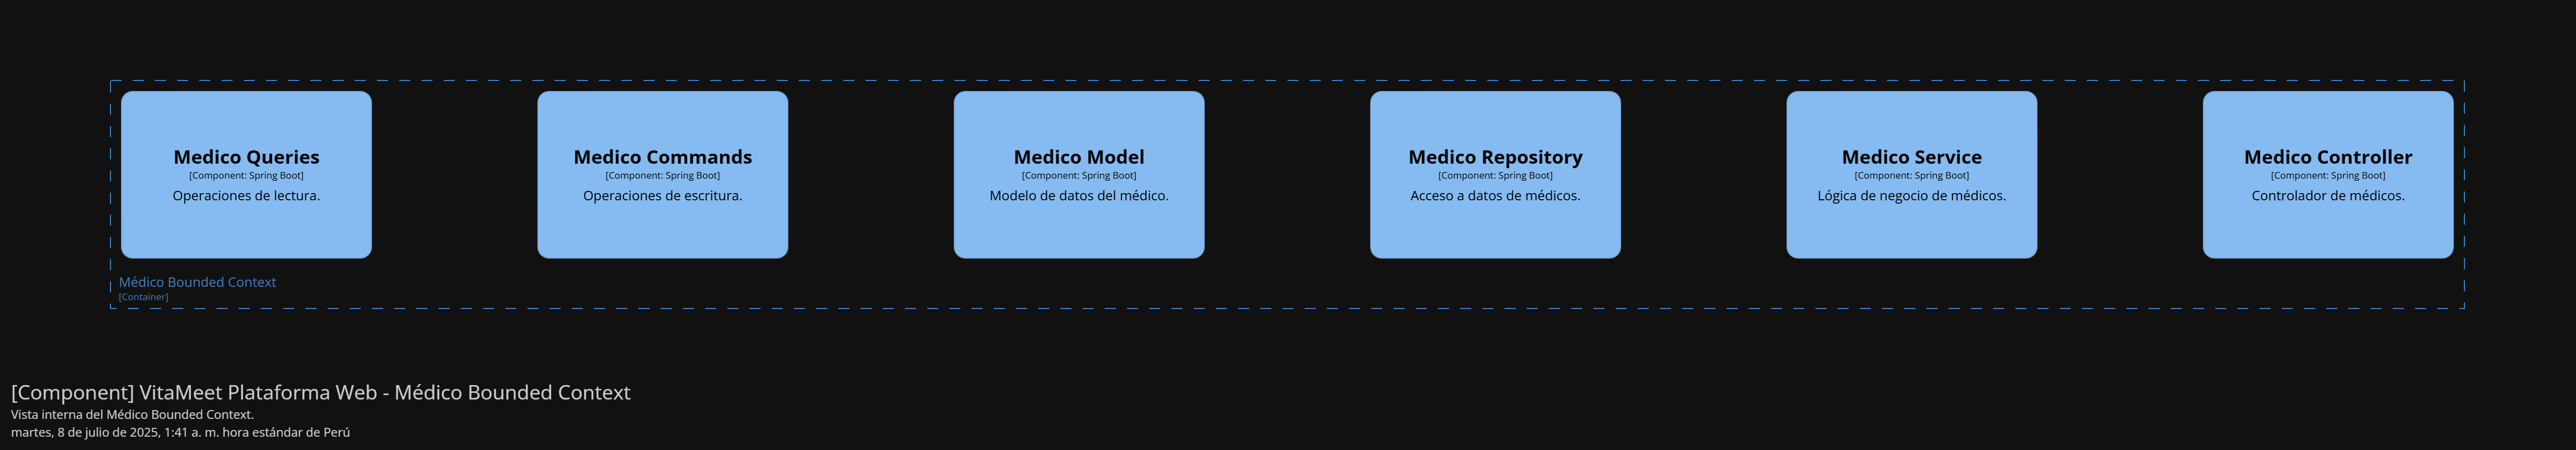 Medico Queries
[Component: Spring Boot]
Operaciones de lectura.
Medico Commands
[Component: Spring Boot]
Operaciones de escritura.
Medico Model
[Component: Spring Boot]
Modelo de datos del médico.
Medico Repository
[Component: Spring Boot]
Acceso a datos de médicos.
Medico Service
[Component: Spring Boot]
Lógica de negocio de médicos.
Medico Controller
[Component: Spring Boot]
Controlador de médicos.
Médico Bounded Context
[Container]
[Component] VitaMeet Plataforma Web - Médico Bounded Context
Vista interna del Médico Bounded Context.
martes, 8 de julio de 2025, 1:41 a. m. hora estándar de Perú